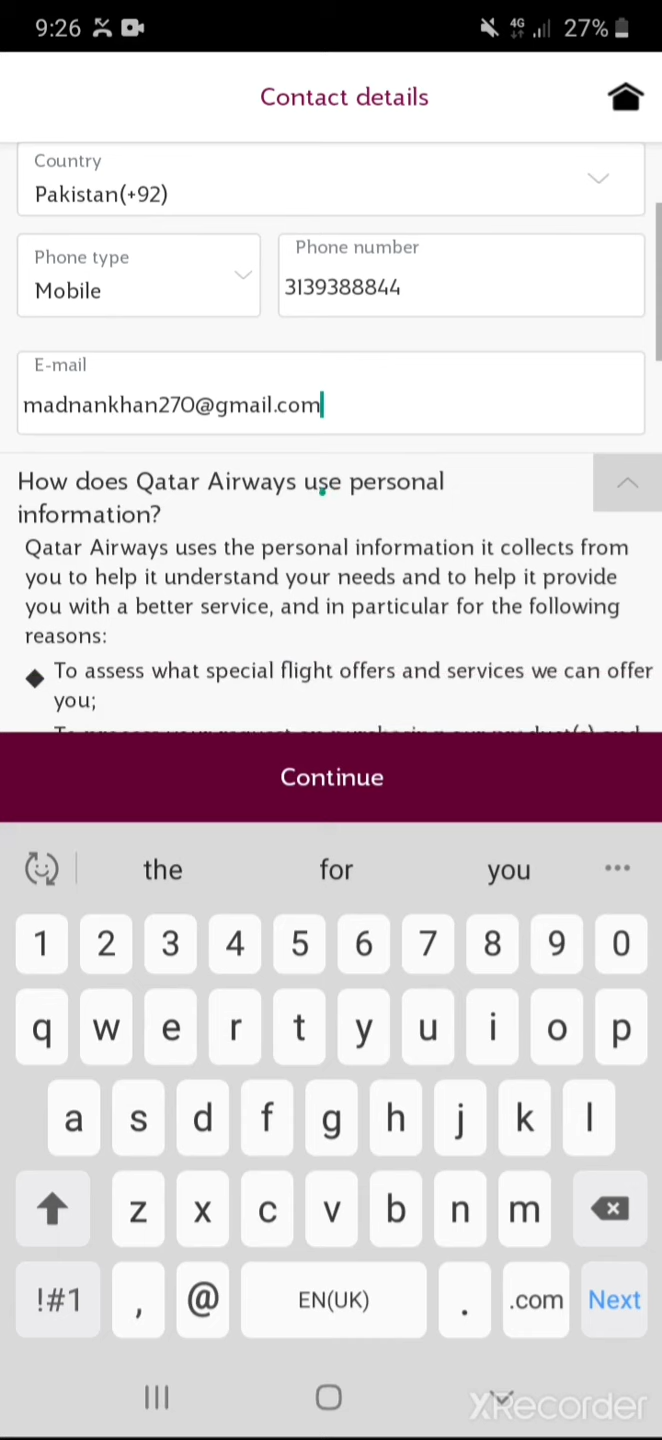 9:26
4G
27%
Contact details
Country
Pakistan(+92)
Phone type
Mobile
Phone number
3139388844
E-mail
madnankhan270@gmail.com
How does Qatar Airways use personal
information?
Qatar Airways uses the personal information it collects from
you to help it understand your needs and to help it provide
you with a better service, and in particular for the following
reasons:
To assess what special flight offers and services we can offer
you;
Continue
the for you
1 2 3 4 5 6 7 8 9 0
q w e r t y u i o p
a s d f g h j k l
z x c v b n m
!#1 , @ EN(UK) . .com Next
XRecorder